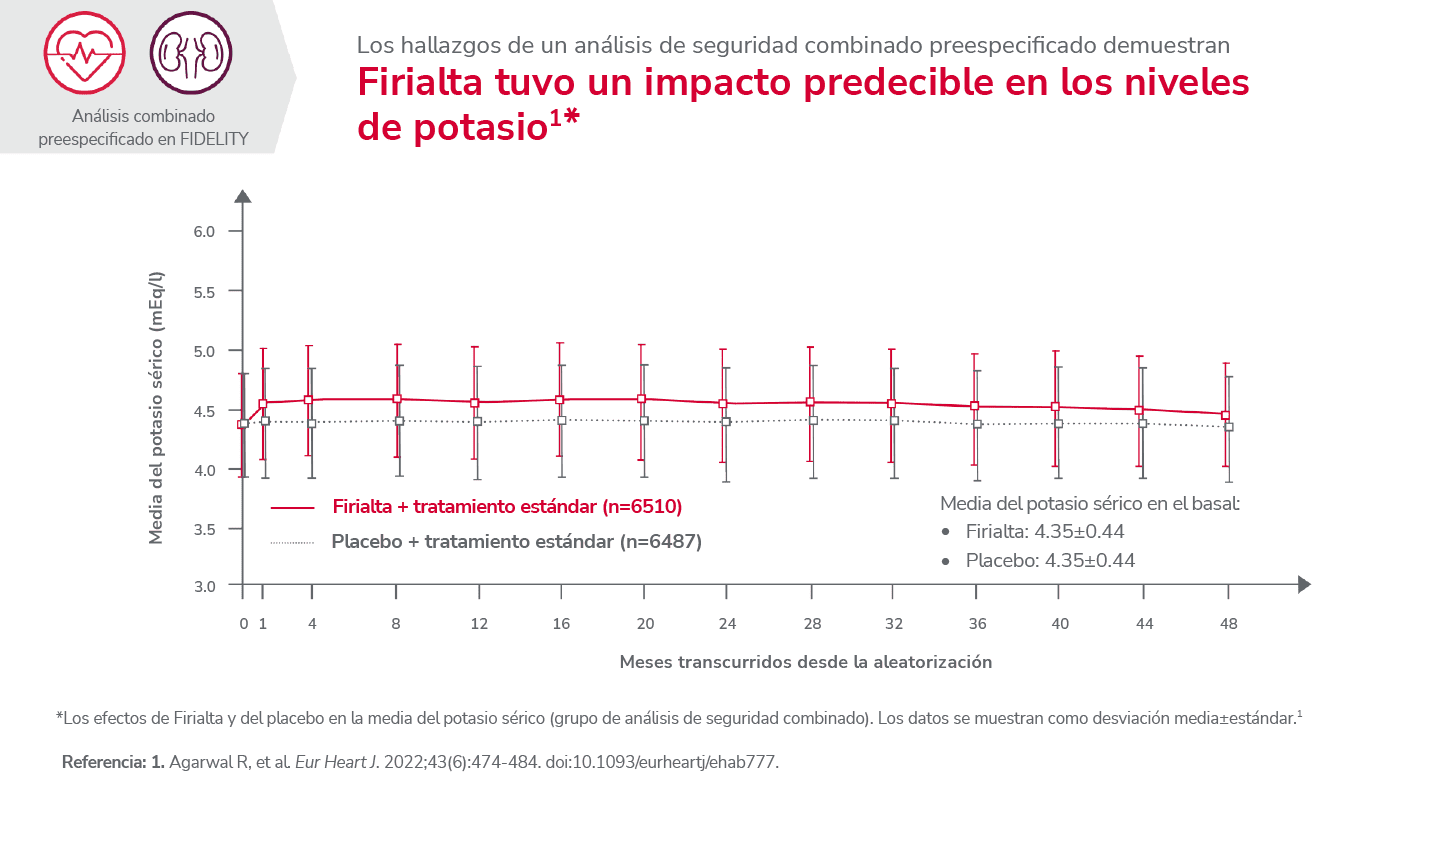 Análisis combinado
preespecificado en FIDELITY
Los hallazgos de un análisis de seguridad combinado preespecificado demuestran
Firialta tuvo un impacto predecible en los niveles
de potasio¹*
Media del potasio sérico (mEq/l)
6.0
5.5
5.0
4.5
4.0
3.5
3.0
Firialta + tratamiento estándar (n=6510)
Placebo + tratamiento estándar (n=6487)
Media del potasio sérico en el basal:
• Firialta: 4.35±0.44
• Placebo: 4.35±0.44
0 1 4 8 12 16 20 24 28 32 36 40 44 48
Meses transcurridos desde la aleatorización
*Los efectos de Firialta y del placebo en la media del potasio sérico (grupo de análisis de seguridad combinado). Los datos se muestran como desviación media±estándar.¹
Referencia: 1. Agarwal R, et al. Eur Heart J. 2022;43(6):474-484. doi:10.1093/eurheartj/ehab777.